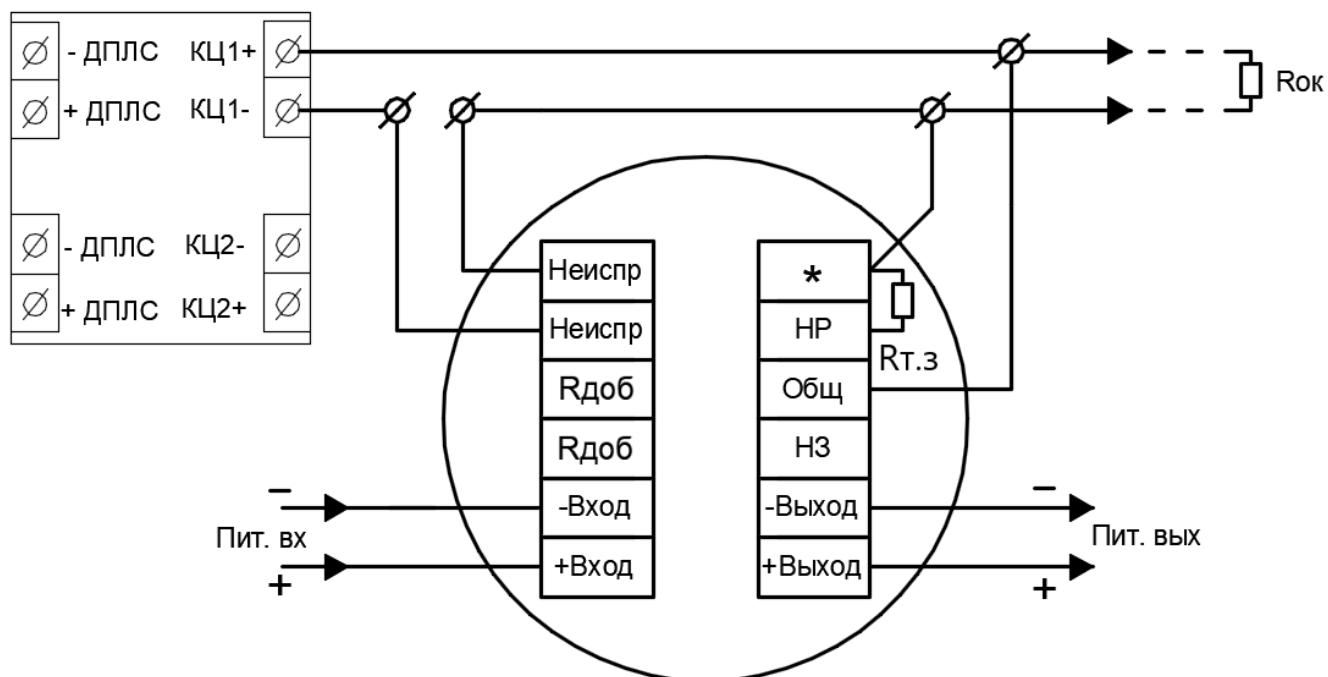 - ДПЛС КЦ1+
+ ДПЛС КЦ1-
Rок
- ДПЛС КЦ2-
+ ДПЛС КЦ2+
Неиспр
*
Неиспр
НР
Rт.з
Rдоб
Общ
Rдоб
НЗ
−
-Вход
-Выход
−
Пит. вх
Пит. вых
+
+Вход
+Выход
+